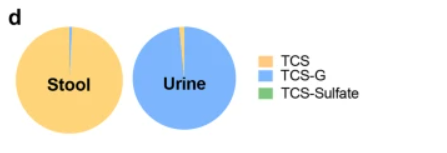 d
Stool
Urine
TCS
TCS-G
TCS-Sulfate